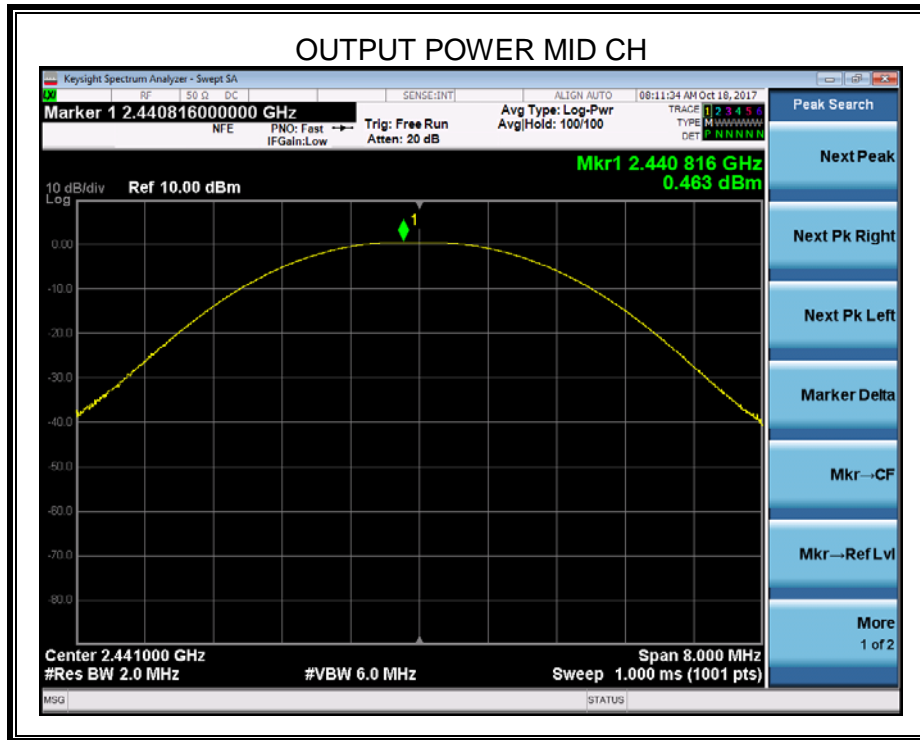 OUTPUT POWER MID CH
Keysight Spectrum Analyzer - Swept SA
RF 50 Ω DC SENSE:INT ALIGN AUTO 08:11:34 AM Oct 18, 2017
Marker 1 2.440816000000 GHz
NFE
PNO: Fast
IFGain:Low
Trig: Free Run
Atten: 20 dB
Avg Type: Log-Pwr
Avg|Hold: 100/100
TRACE 1 2 3 4 5 6
TYPE MWWWWW
DET P NNNNN
Peak Search
Mkr1 2.440 816 GHz
0.463 dBm
10 dB/div Ref 10.00 dBm
Log
1
0.00
-10.0
-20.0
-30.0
-40.0
-50.0
-60.0
-70.0
-80.0
Center 2.441000 GHz Span 8.000 MHz
#Res BW 2.0 MHz #VBW 6.0 MHz Sweep 1.000 ms (1001 pts)
Next Peak
Next Pk Right
Next Pk Left
Marker Delta
Mkr→CF
Mkr→Ref Lvl
More
1 of 2
MSG STATUS